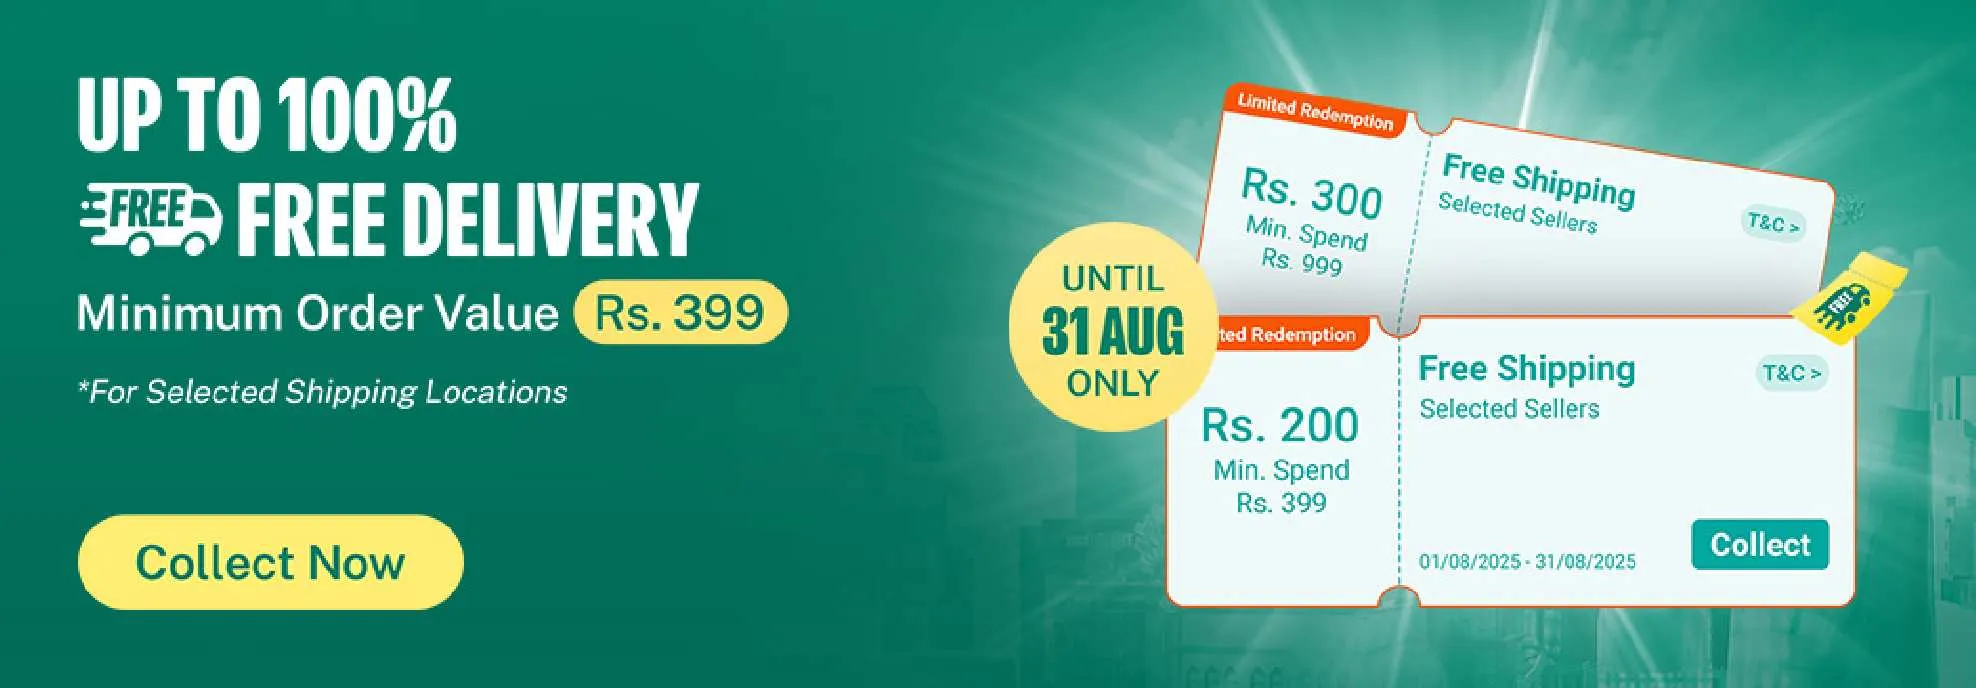 UP TO 100%
FREE FREE DELIVERY
Minimum Order Value Rs. 399
*For Selected Shipping Locations
Collect Now
UNTIL
31 AUG
ONLY
Limited Redemption
Rs. 300
Min. Spend
Rs. 999
Free Shipping
Selected Sellers
T&C >
FREE
ted Redemption
Rs. 200
Min. Spend
Rs. 399
Free Shipping
Selected Sellers
T&C >
01/08/2025 - 31/08/2025
Collect